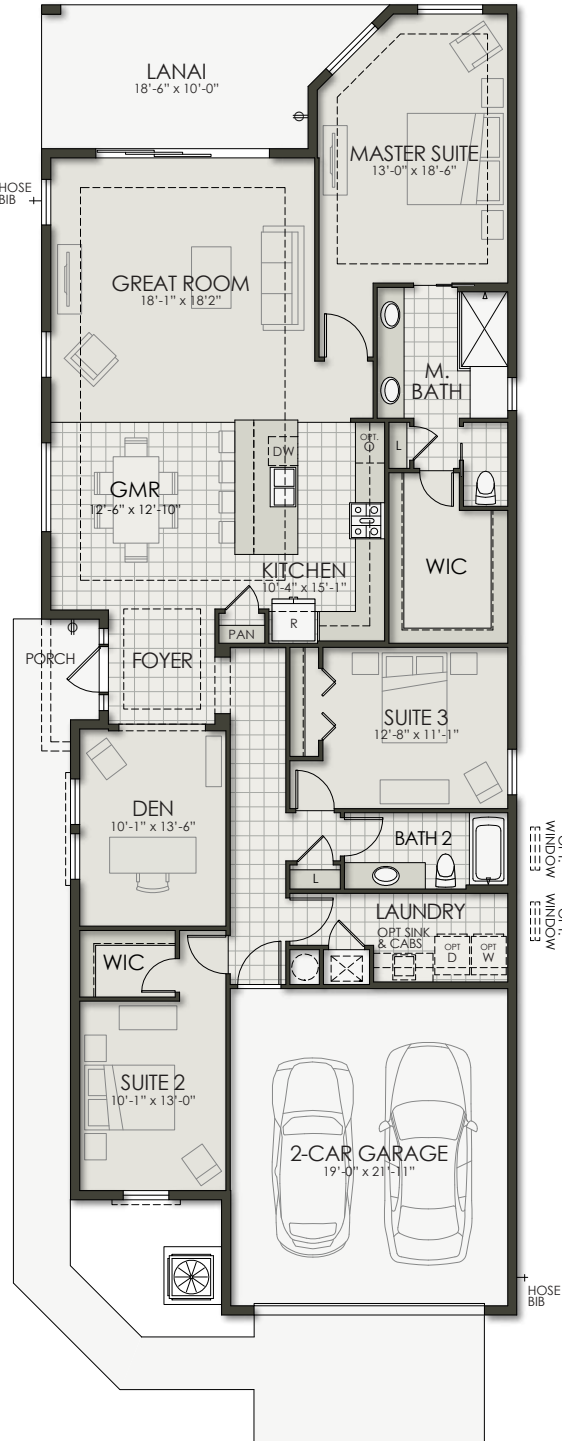 LANAI
18'-6" x 10'-0"
MASTER SUITE
13'-0" x 18'-6"
HOSE
BIB
GREAT ROOM
18'-1" x 18'2"
M.
BATH
OPT.
O
L
DW
GMR
12'-6" x 12'-10"
KITCHEN
10'-4" x 15'-1"
WIC
R
PAN
PORCH
FOYER
SUITE 3
12'-8" x 11'-1"
DEN
10'-1" x 13'-6"
BATH 2
OPT.
WINDOW
L
LAUNDRY
OPT SINK
& CABS
OPT
D
OPT
W
OPT.
WINDOW
WIC
SUITE 2
10'-1" x 13'-0"
2-CAR GARAGE
19'-0" x 21'-11"
HOSE
BIB